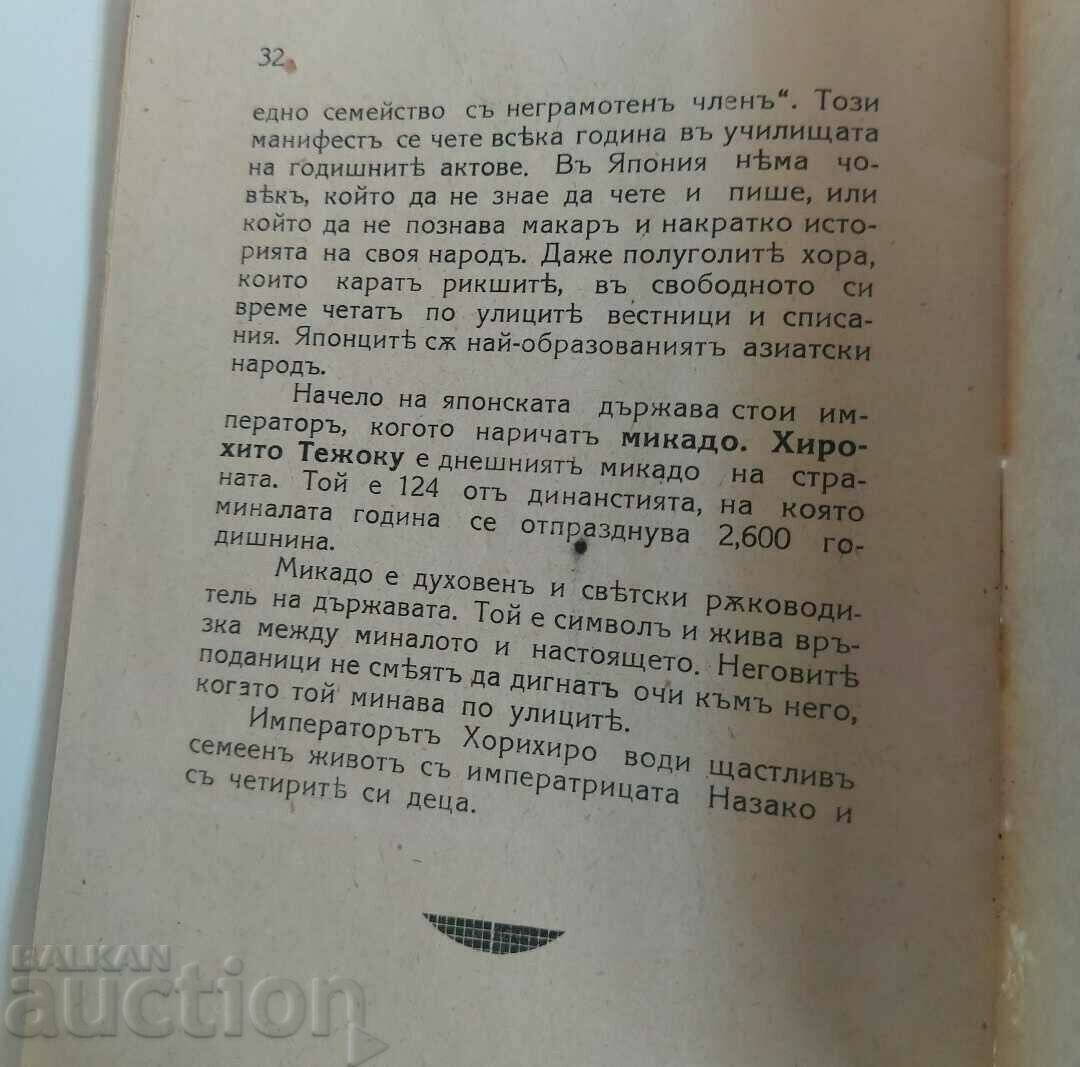 32
едно семейство съ неграмотенъ членъ“. Този
манифестъ се чете всѣка година въ училищата
на годишнитѣ актове. Въ Япония нѣма чо-
вѣкъ, който да не знае да чете и пише, или
който да не познава макаръ и накратко исто-
рията на своя народъ. Даже полуголитѣ хора,
които каратъ рикшитѣ, въ свободното си
време четатъ по улицитѣ вестници и списа-
ния. Японцитѣ сѫ най-образованиятъ азиатски
народъ.
Начело на японската държава стои им-
ператоръ, когото наричатъ микадо. Хиро-
хито Тежоку е днешниятъ микадо на стра-
ната. Той е 124 отъ динанстията, на която
миналата година се отпразднува 2,600 го-
дишнина.
Микадо е духовенъ и свѣтски рѫководи-
тель на държавата. Той е символъ и жива връ-
зка между миналото и настоящето. Неговитѣ
поданици не смѣятъ да дигнатъ очи къмъ него,
когато той минава по улицитѣ.
Императорътъ Хорихиро води щастливъ
семеенъ животъ съ императрицата Назако и
съ четиритѣ си деца.
BALKAN
auction